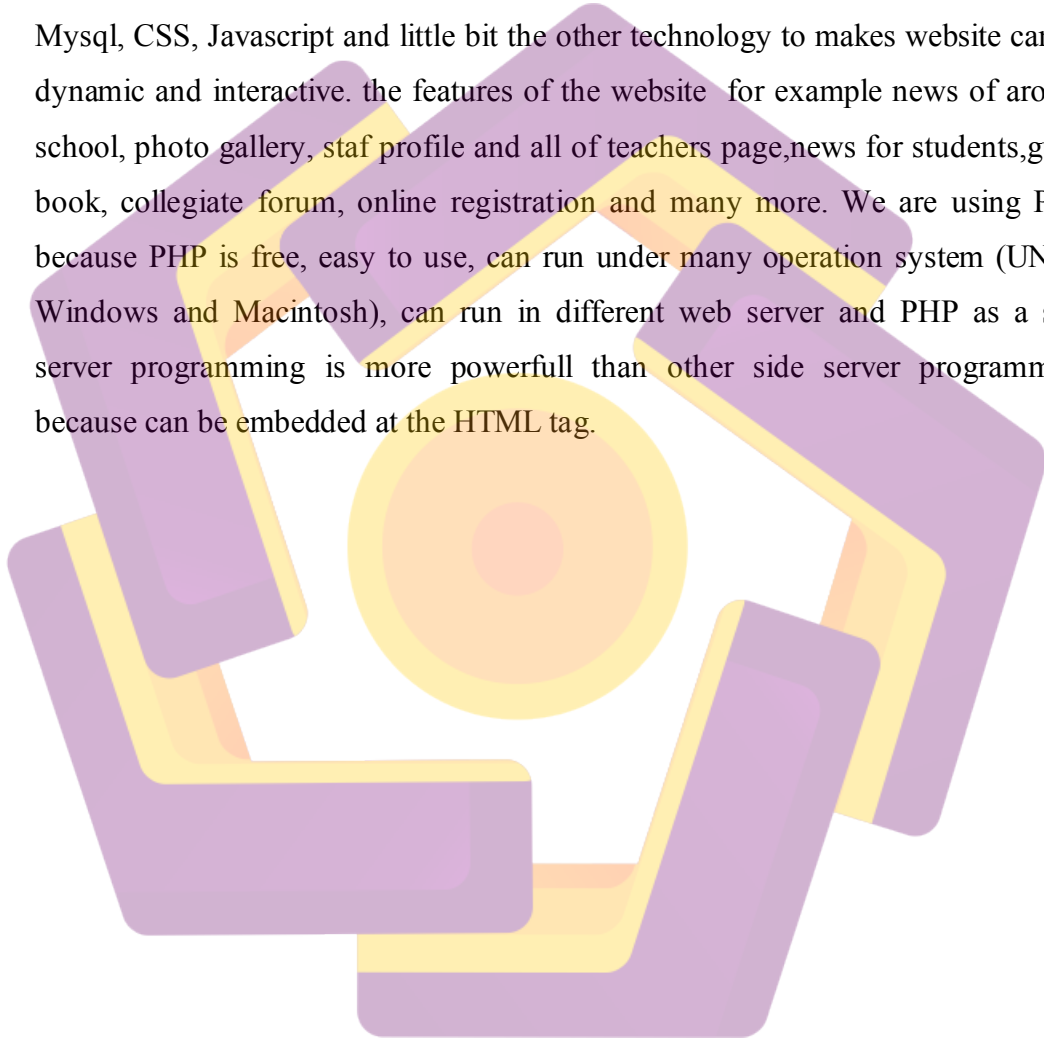 Mysql, CSS, Javascript and little bit the other technology to makes website can
dynamic and interactive. the features of the website for example news of
school, photo gallery, staf profile and all of teachers page,news for students,
book, collegiate forum, online registration and many more. We are using
because PHP is free, easy to use, can run under many operation system
Windows and Macintosh), can run in different web server and PHP as a
server programming is more powerfull than other side server
because can be embedded at the HTML tag.